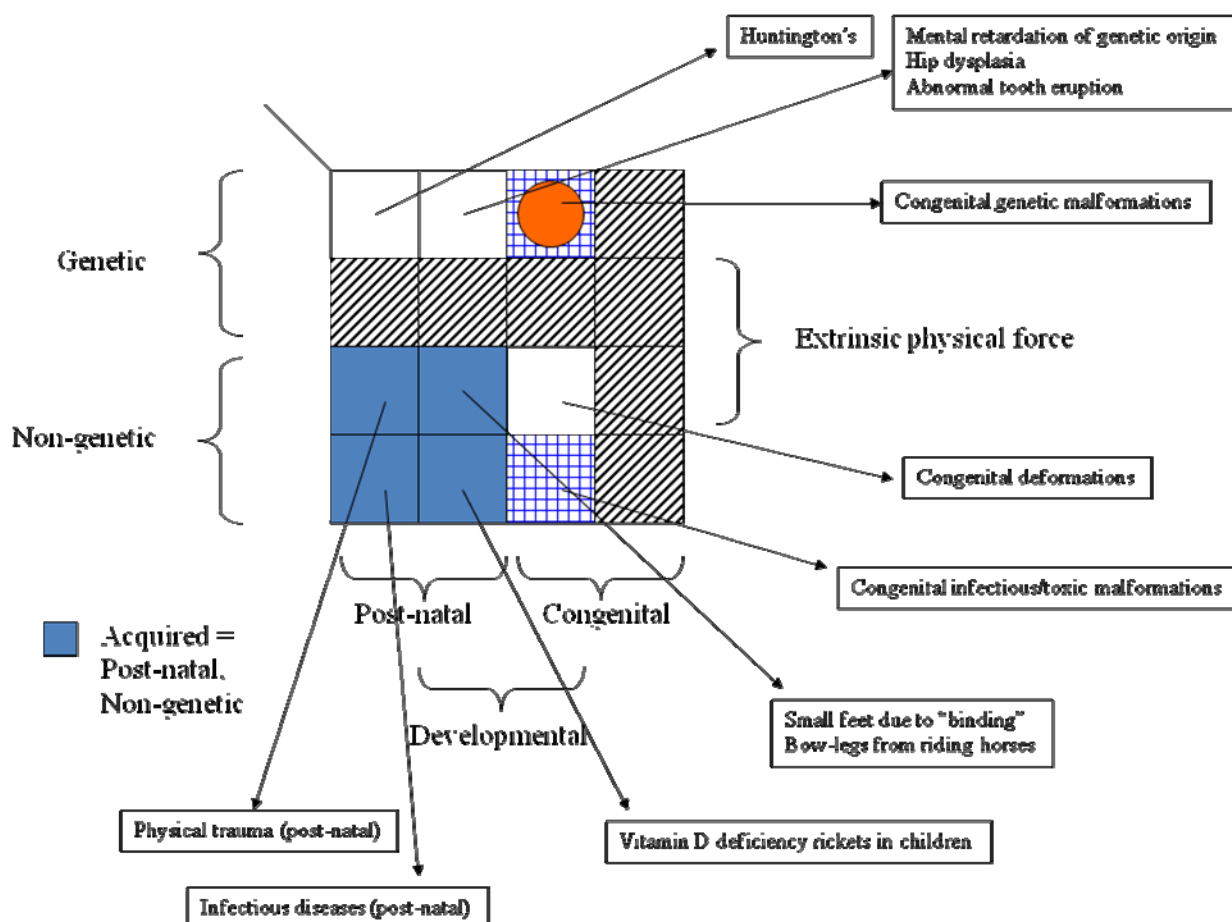 Huntington's
Mental retardation of genetic origin
Hip dysplasia
Abnormal tooth eruption
Congenital genetic malformations
Genetic
Extrinsic physical force
Non-genetic
Congenital deformations
Congenital infectious/toxic malformations
Post-natal
Congenital
Acquired =
Post-natal,
Non-genetic
Developmental
Small feet due to "binding"
Bow-legs from riding horses
Physical trauma (post-natal)
Vitamin D deficiency rickets in children
Infectious diseases (post-natal)